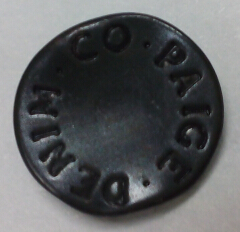 PAIGE · DENIM · CO ·